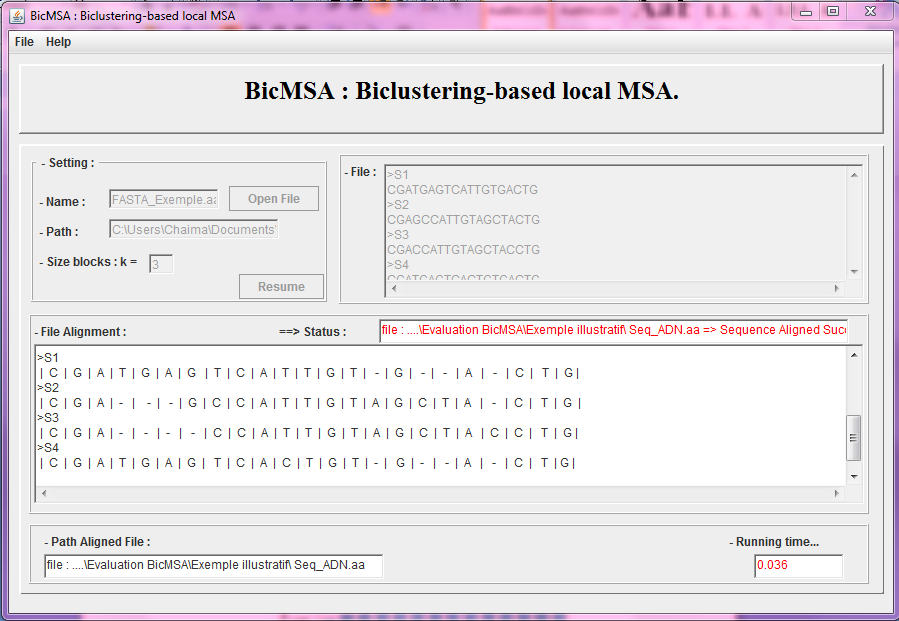 BicMSA : Biclustering-based local MSA
File Help
BicMSA : Biclustering-based local MSA.
- Setting :
- Name : FASTA_Exemple.aa Open File
- Path : C:\Users\Chaima\Documents\
- Size blocks : k = 3
Resume
- File :
>S1
CGATGAGTCATTGTGACTG
>S2
CGAGCCATTGTAGCTACTG
>S3
CGACCATTGTAGCTACCTG
>S4
CGATGAGTCACTGTGACTG
- File Alignment : ==> Status : file : ....\Evaluation BicMSA\Exemple illustratif\ Seq_ADN.aa => Sequence Aligned Succ
>S1
| C | G | A | T | G | A | G | T | C | A | T | T | G | T | - | G | - | - | A | - | C | T | G |
>S2
| C | G | A | - | - | - | G | C | C | A | T | T | G | T | A | G | C | T | A | - | C | T | G |
>S3
| C | G | A | - | - | - | - | C | C | A | T | T | G | T | A | G | C | T | A | C | C | T | G |
>S4
| C | G | A | T | G | A | G | T | C | A | C | T | G | T | - | G | - | - | A | - | C | T | G |
- Path Aligned File :
file : ....\Evaluation BicMSA\Exemple illustratif\ Seq_ADN.aa
- Running time...
0.036